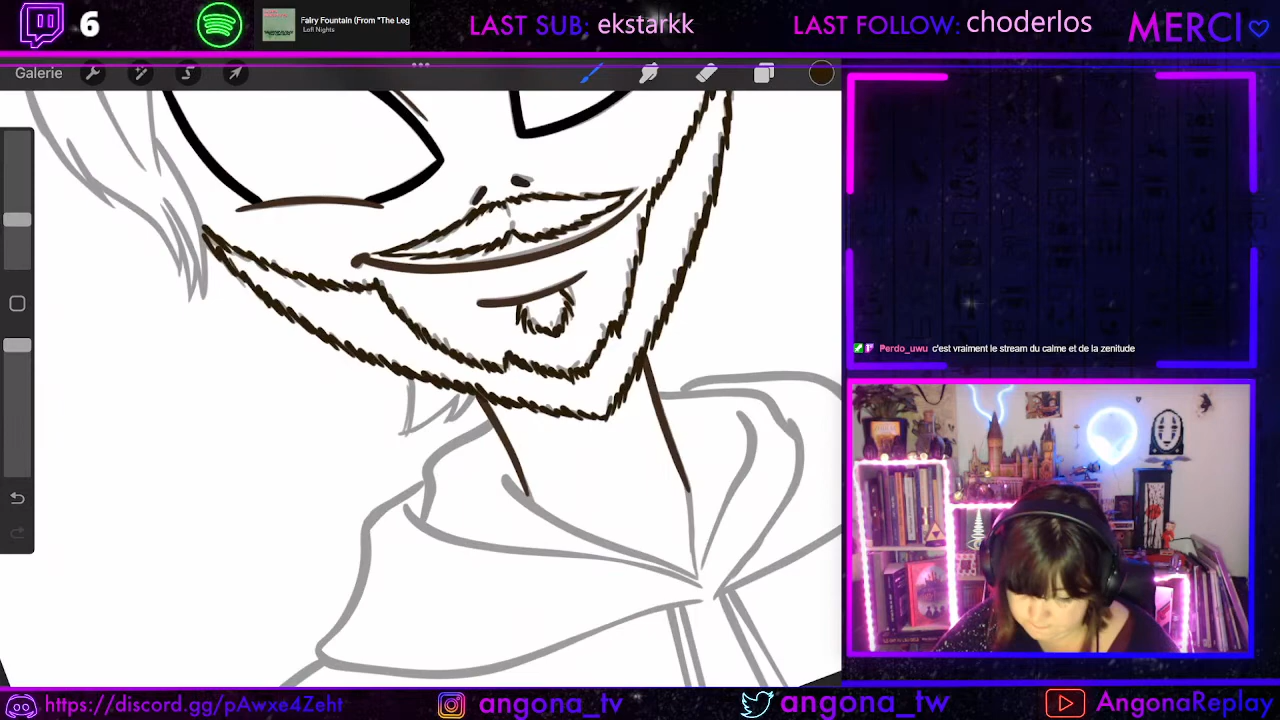 6
Fairy Fountain (From "The Leg
Lofi Nights
LAST SUB: ekstarkk
LAST FOLLOW: choderlos
MERCI
Galerie
Perdo_uwu c'est vraiment le stream du calme et de la zenitude
https://discord.gg/pAwxe4Zeht
angona_tv
angona_tw
AngonaReplay